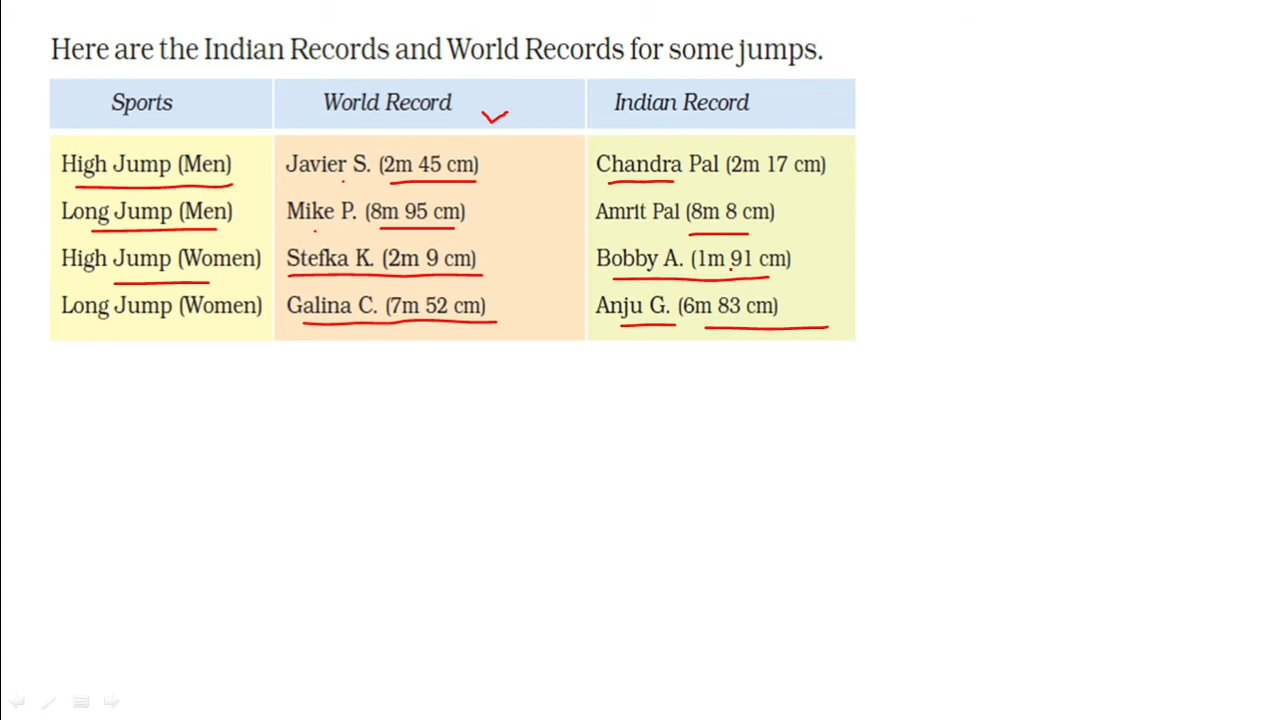 Here are the Indian Records and World Records for some jumps.
Sports World Record Indian Record
High Jump (Men) Javier S. (2m 45 cm) Chandra Pal (2m 17 cm)
Long Jump (Men) Mike P. (8m 95 cm) Amrit Pal (8m 8 cm)
High Jump (Women) Stefka K. (2m 9 cm) Bobby A. (1m 91 cm)
Long Jump (Women) Galina C. (7m 52 cm) Anju G. (6m 83 cm)